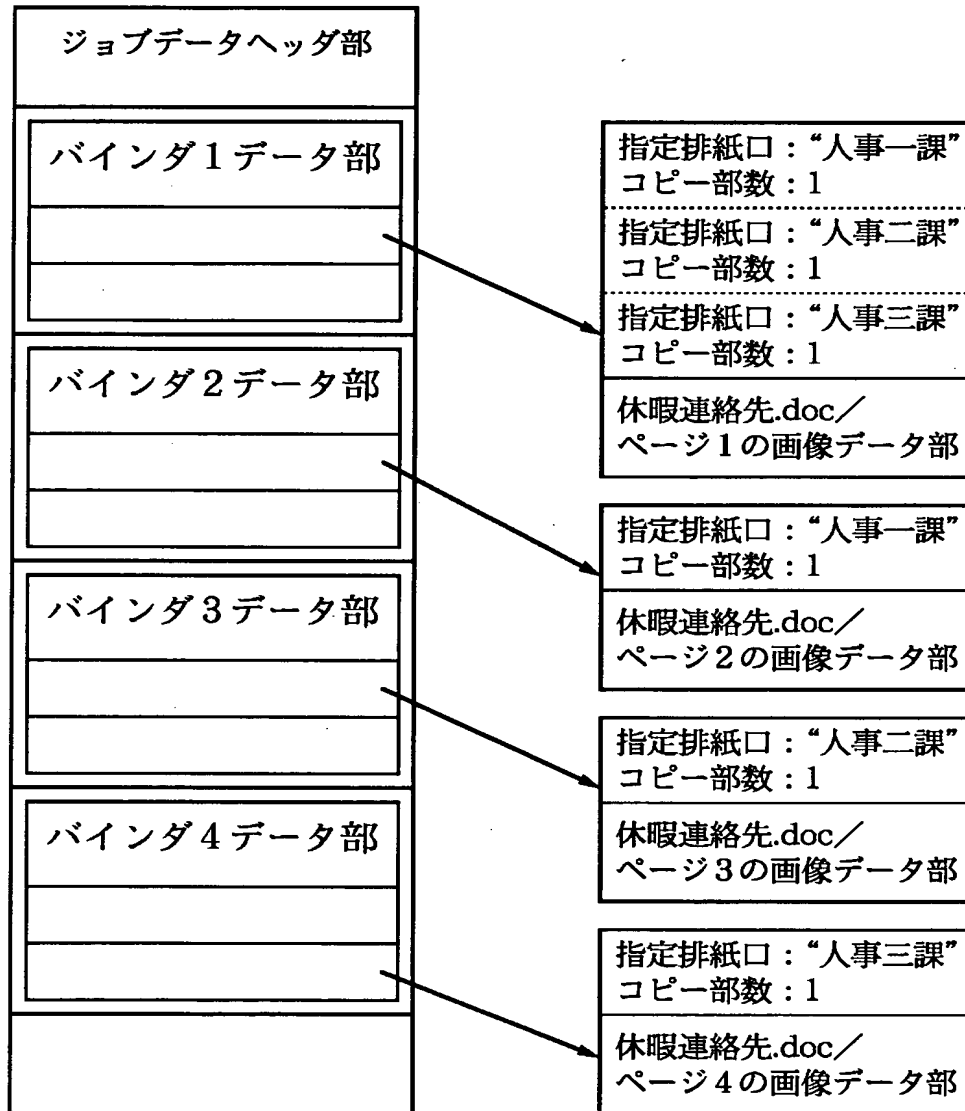 ジョブデータヘッダ部
バインダ1データ部
指定排紙口：“人事一課”
コピー部数：1
指定排紙口：“人事二課”
コピー部数：1
指定排紙口：“人事三課”
コピー部数：1
休暇連絡先.doc／
ページ1の画像データ部
バインダ2データ部
指定排紙口：“人事一課”
コピー部数：1
休暇連絡先.doc／
ページ2の画像データ部
バインダ3データ部
指定排紙口：“人事二課”
コピー部数：1
休暇連絡先.doc／
ページ3の画像データ部
バインダ4データ部
指定排紙口：“人事三課”
コピー部数：1
休暇連絡先.doc／
ページ4の画像データ部